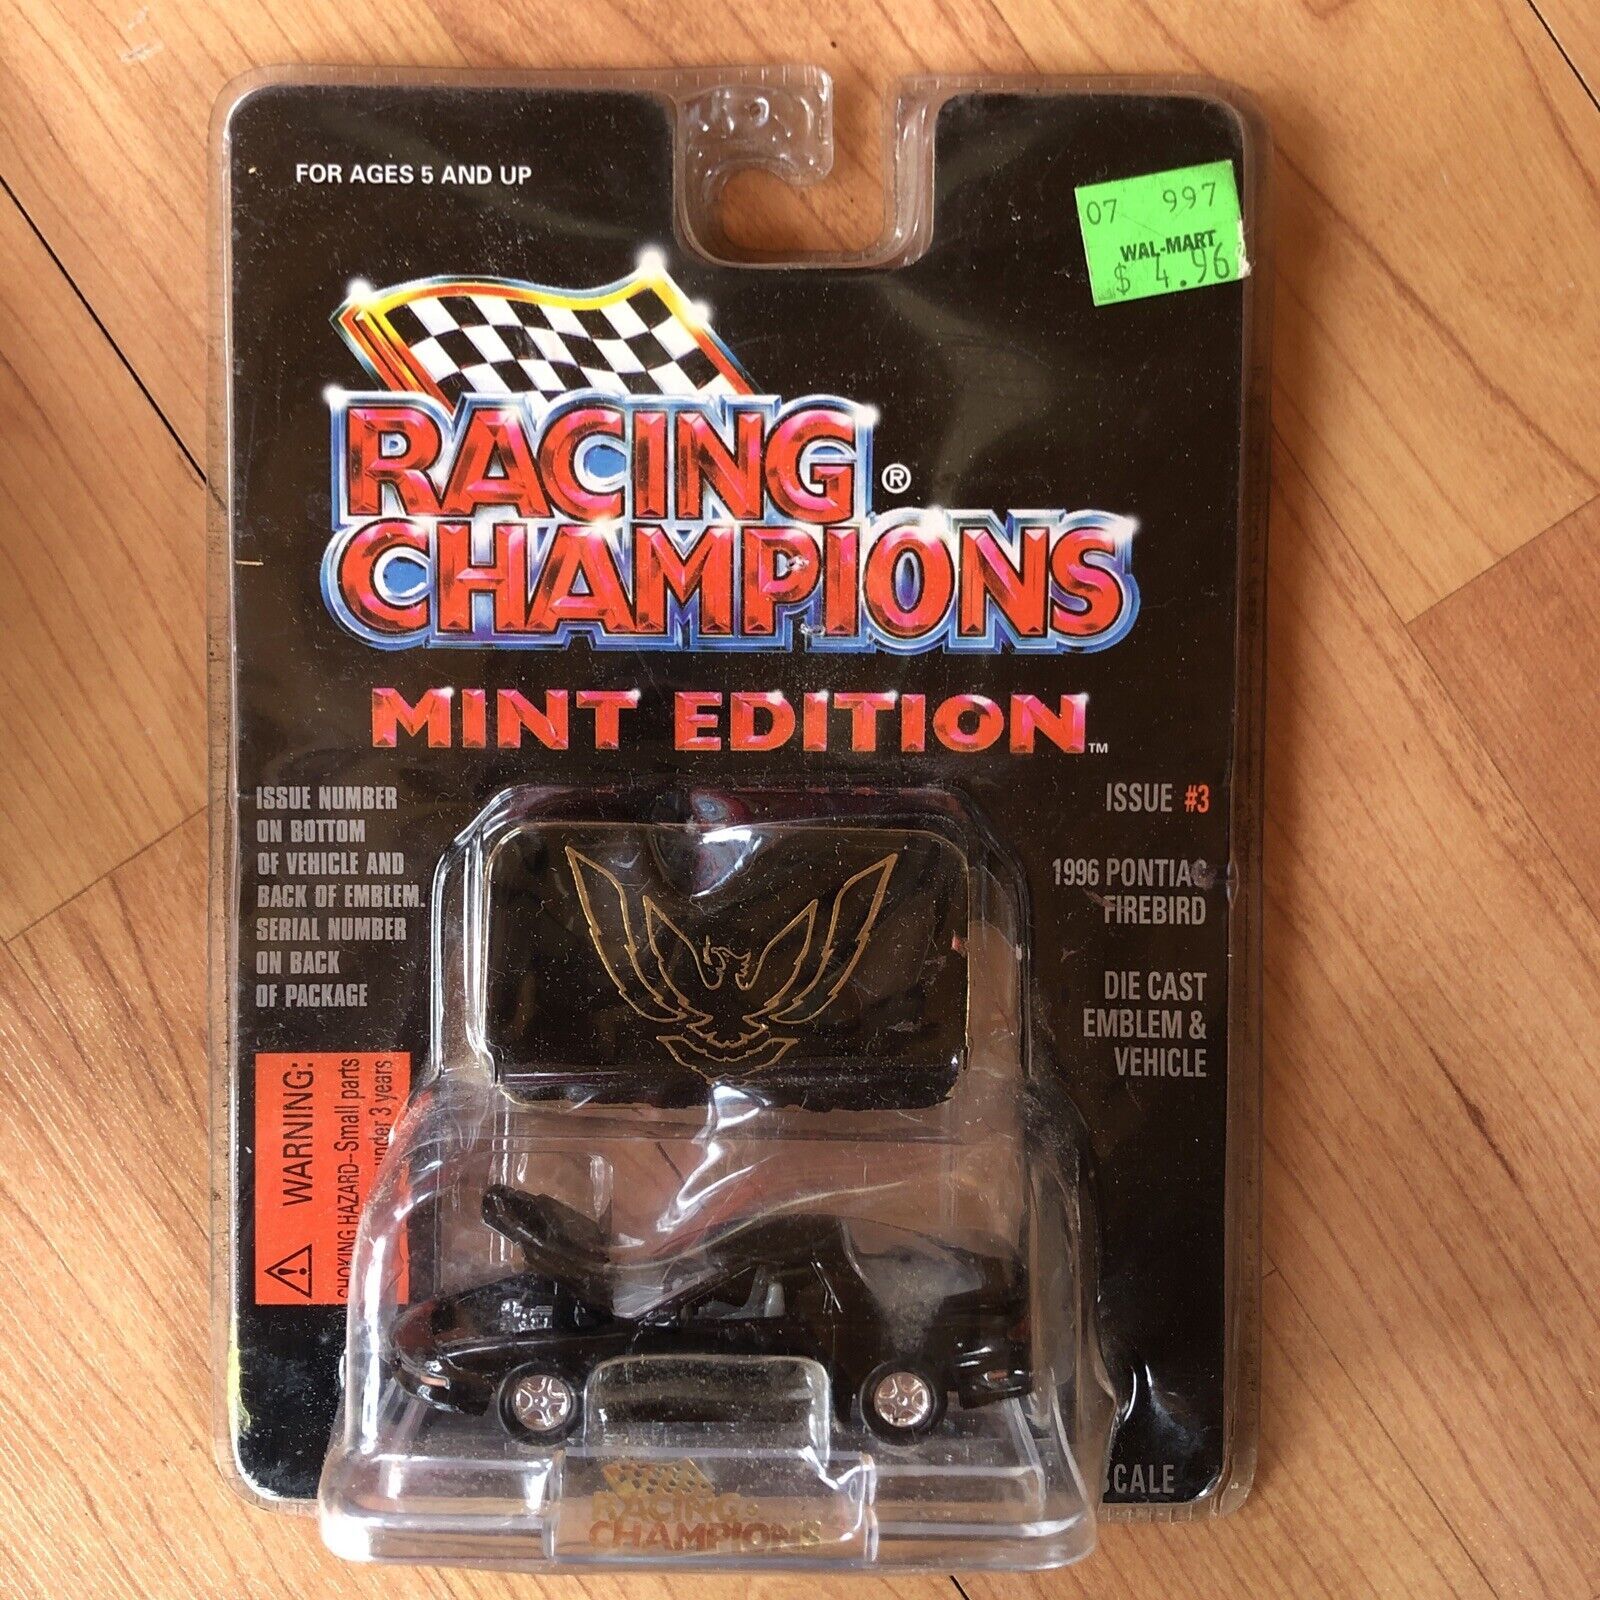 FOR AGES 5 AND UP
07 997
WAL-MART
$ 4.96
RACING ®
CHAMPIONS
MINT EDITION™
ISSUE NUMBER
ON BOTTOM
OF VEHICLE AND
BACK OF EMBLEM.
SERIAL NUMBER
ON BACK
OF PACKAGE
ISSUE #3
1996 PONTIAC
FIREBIRD
DIE CAST
EMBLEM &
VEHICLE
WARNING:
CHOKING HAZARD--Small parts
under 3 years
SCALE
RACING
CHAMPIONS